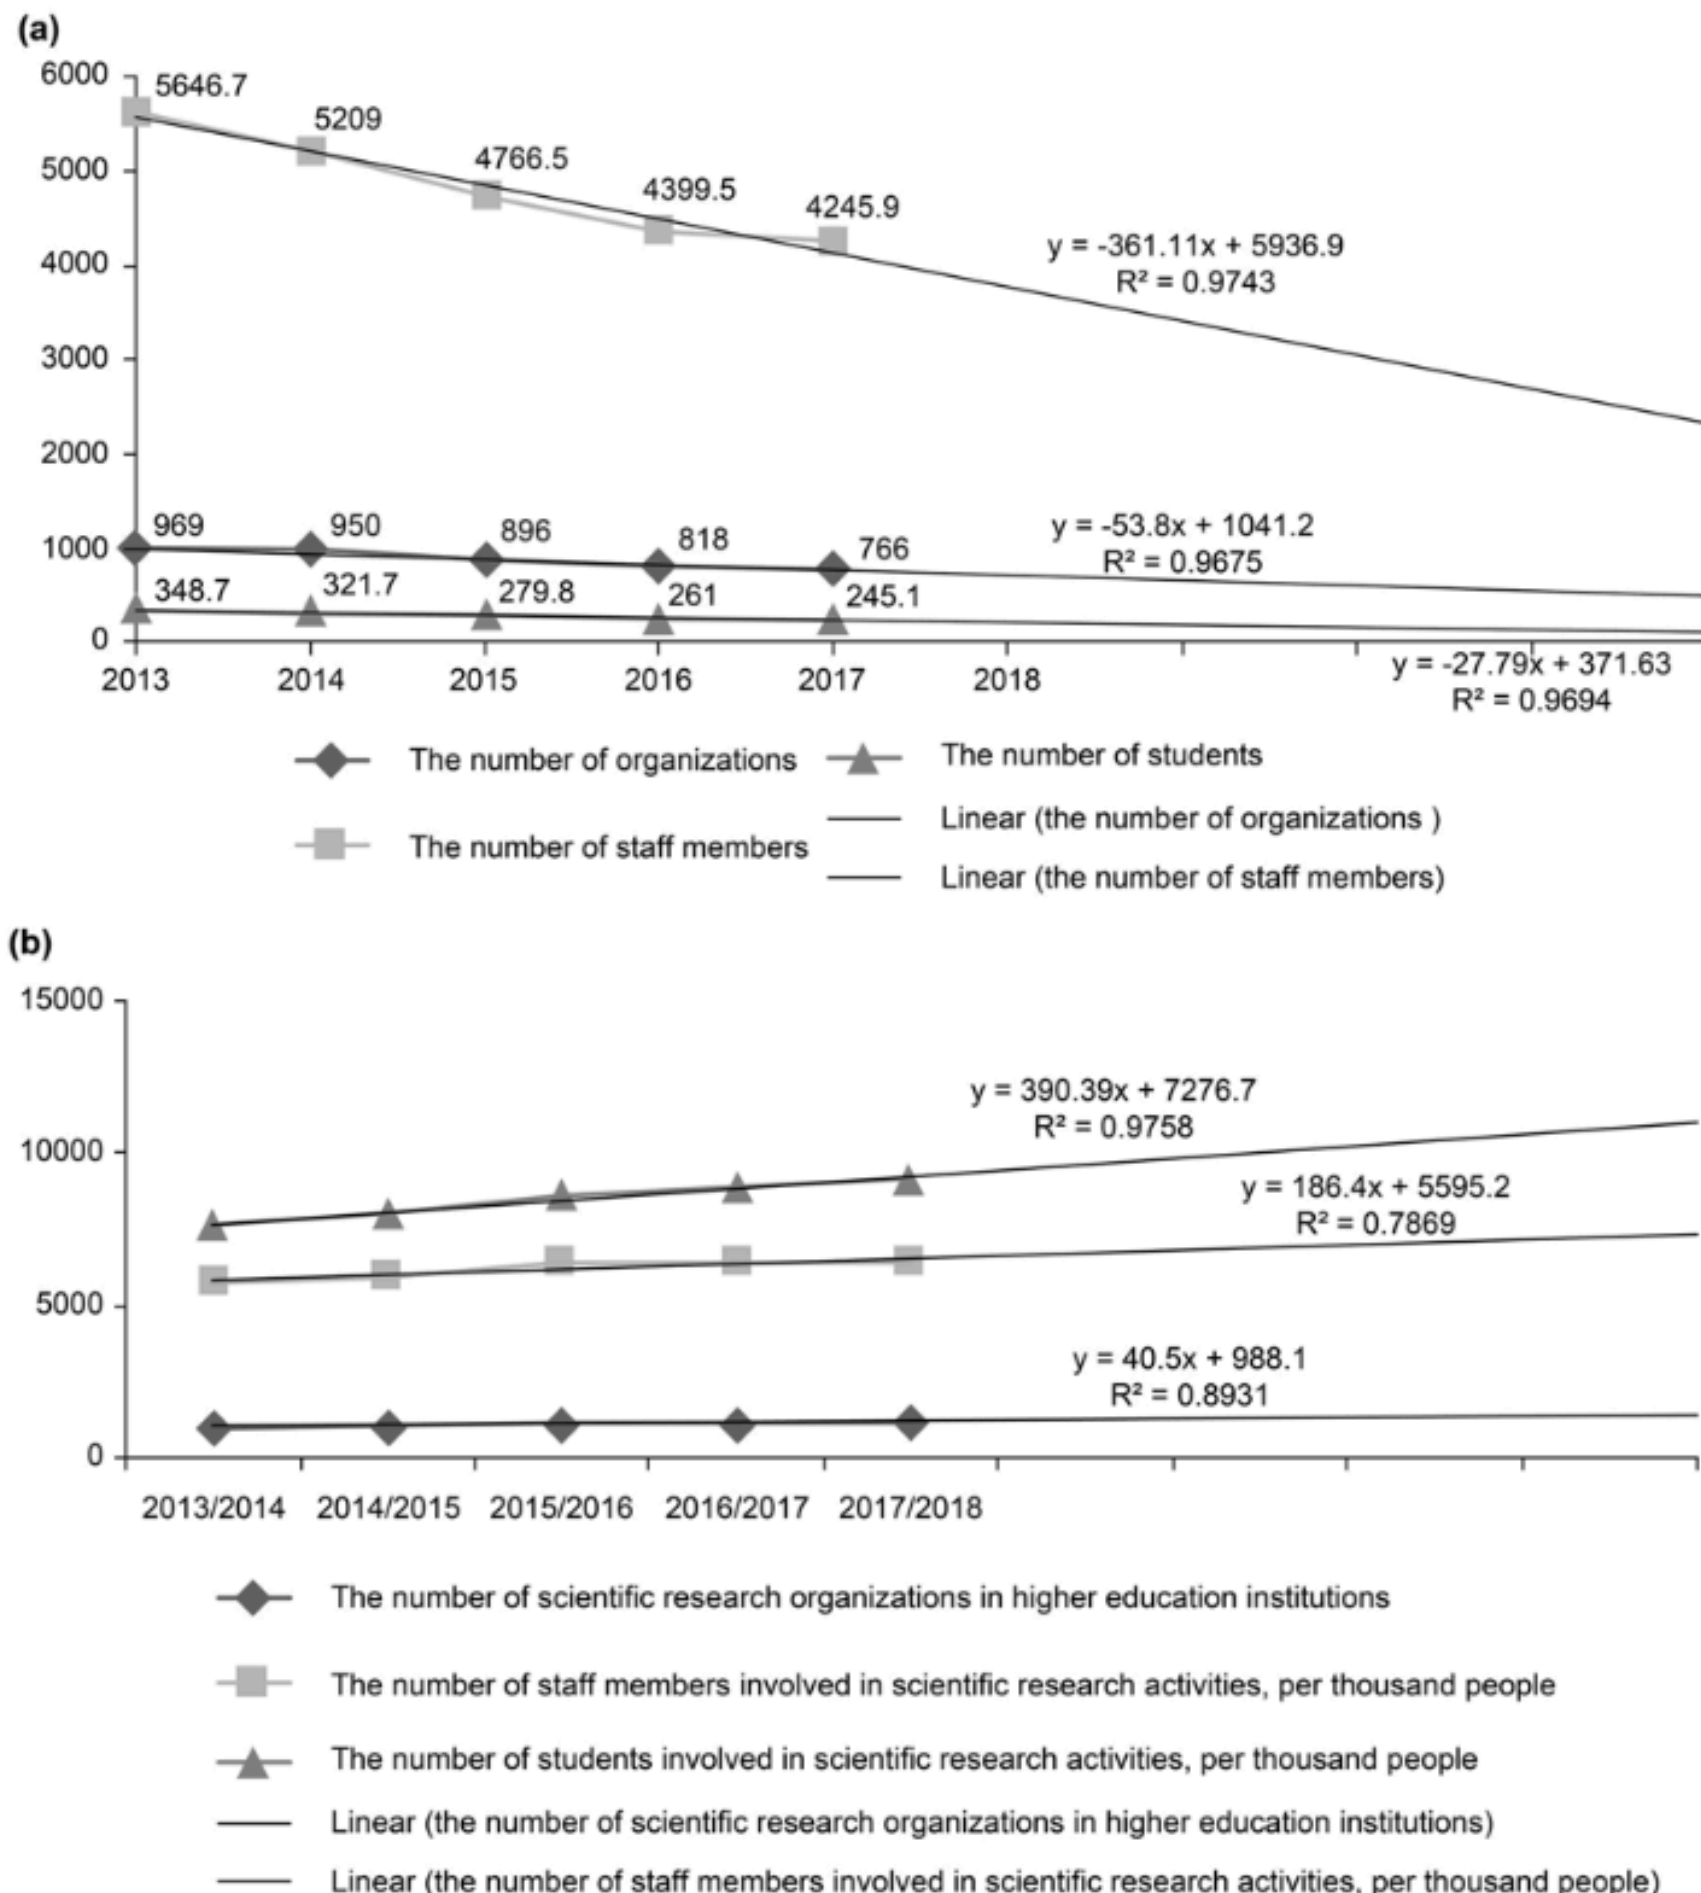 (a)
6000
5000
4000
3000
2000
1000
0
5646.7
5209
4766.5
4399.5
4245.9
y = -361.11x + 5936.9
R² = 0.9743
969
950
896
818
766
y = -53.8x + 1041.2
R² = 0.9675
348.7
321.7
279.8
261
245.1
2013
2014
2015
2016
2017
2018
y = -27.79x + 371.63
R² = 0.9694
The number of organizations
The number of students
Linear (the number of organizations )
The number of staff members
Linear (the number of staff members)
(b)
15000
10000
5000
0
y = 390.39x + 7276.7
R² = 0.9758
y = 186.4x + 5595.2
R² = 0.7869
y = 40.5x + 988.1
R² = 0.8931
2013/2014
2014/2015
2015/2016
2016/2017
2017/2018
The number of scientific research organizations in higher education institutions
The number of staff members involved in scientific research activities, per thousand people
The number of students involved in scientific research activities, per thousand people
Linear (the number of scientific research organizations in higher education institutions)
Linear (the number of staff members involved in scientific research activities, per thousand people)